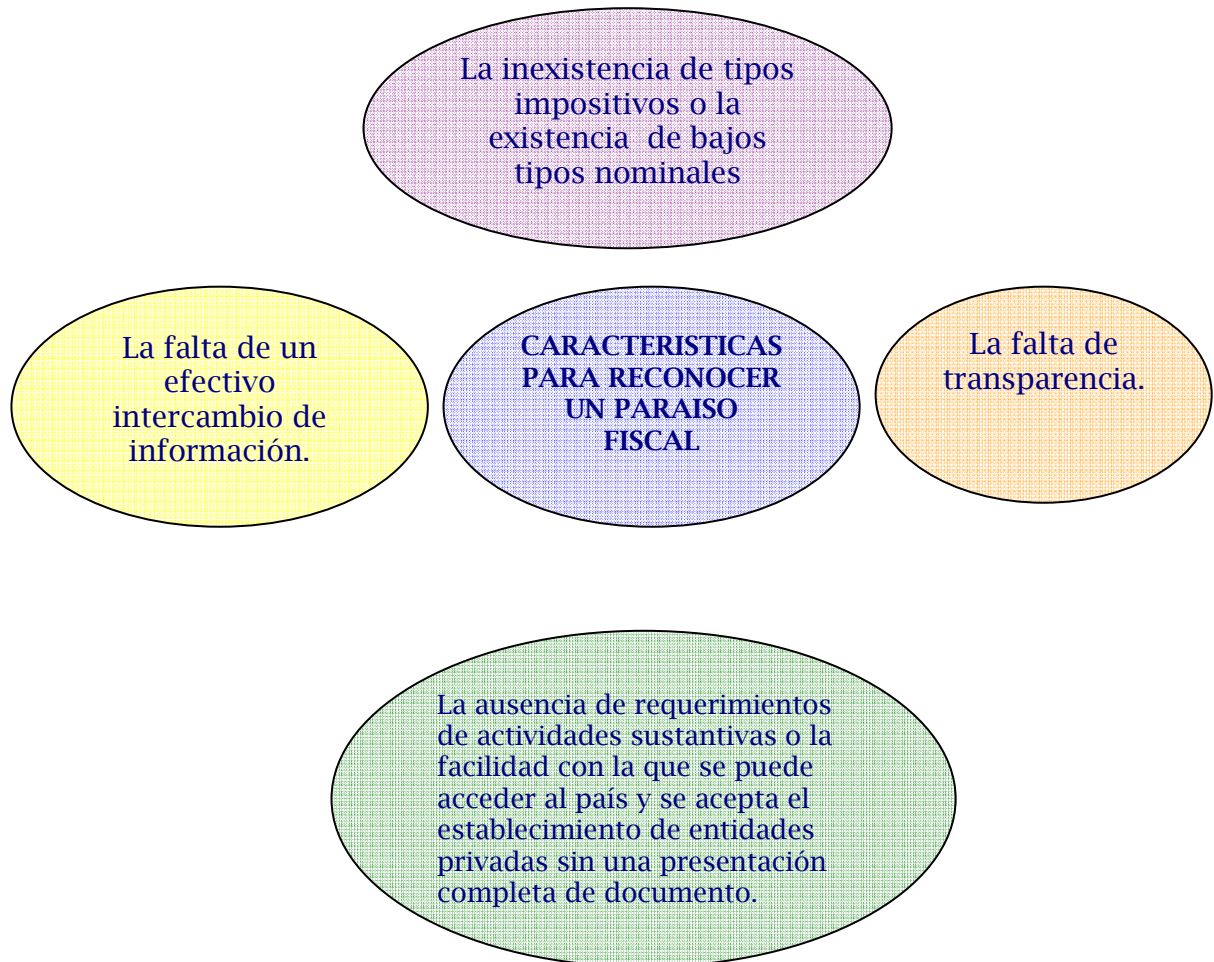 La inexistencia de tipos
impositivos o la
existencia de bajos
tipos nominales
La falta de un
efectivo
intercambio de
información.
CARACTERISTICAS
PARA RECONOCER
UN PARAISO
FISCAL
La falta de
transparencia.
La ausencia de requerimientos
de actividades sustantivas o la
facilidad con la que se puede
acceder al país y se acepta el
establecimiento de entidades
privadas sin una presentación
completa de documento.